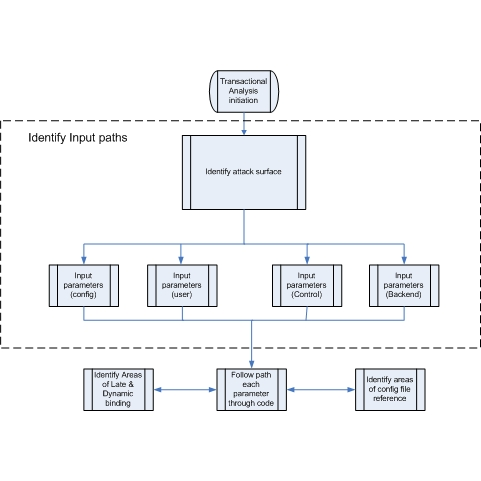 Transactional
Analysis
initiation
Identify Input paths
Identify attack surface
Input
parameters
(config)
Input
parameters
(user)
Input
parameters
(Control)
Input
parameters
(Backend)
Identify Areas
of Late &
Dynamic
binding
Follow path
each
parameter
through code
Identify areas
of config file
reference